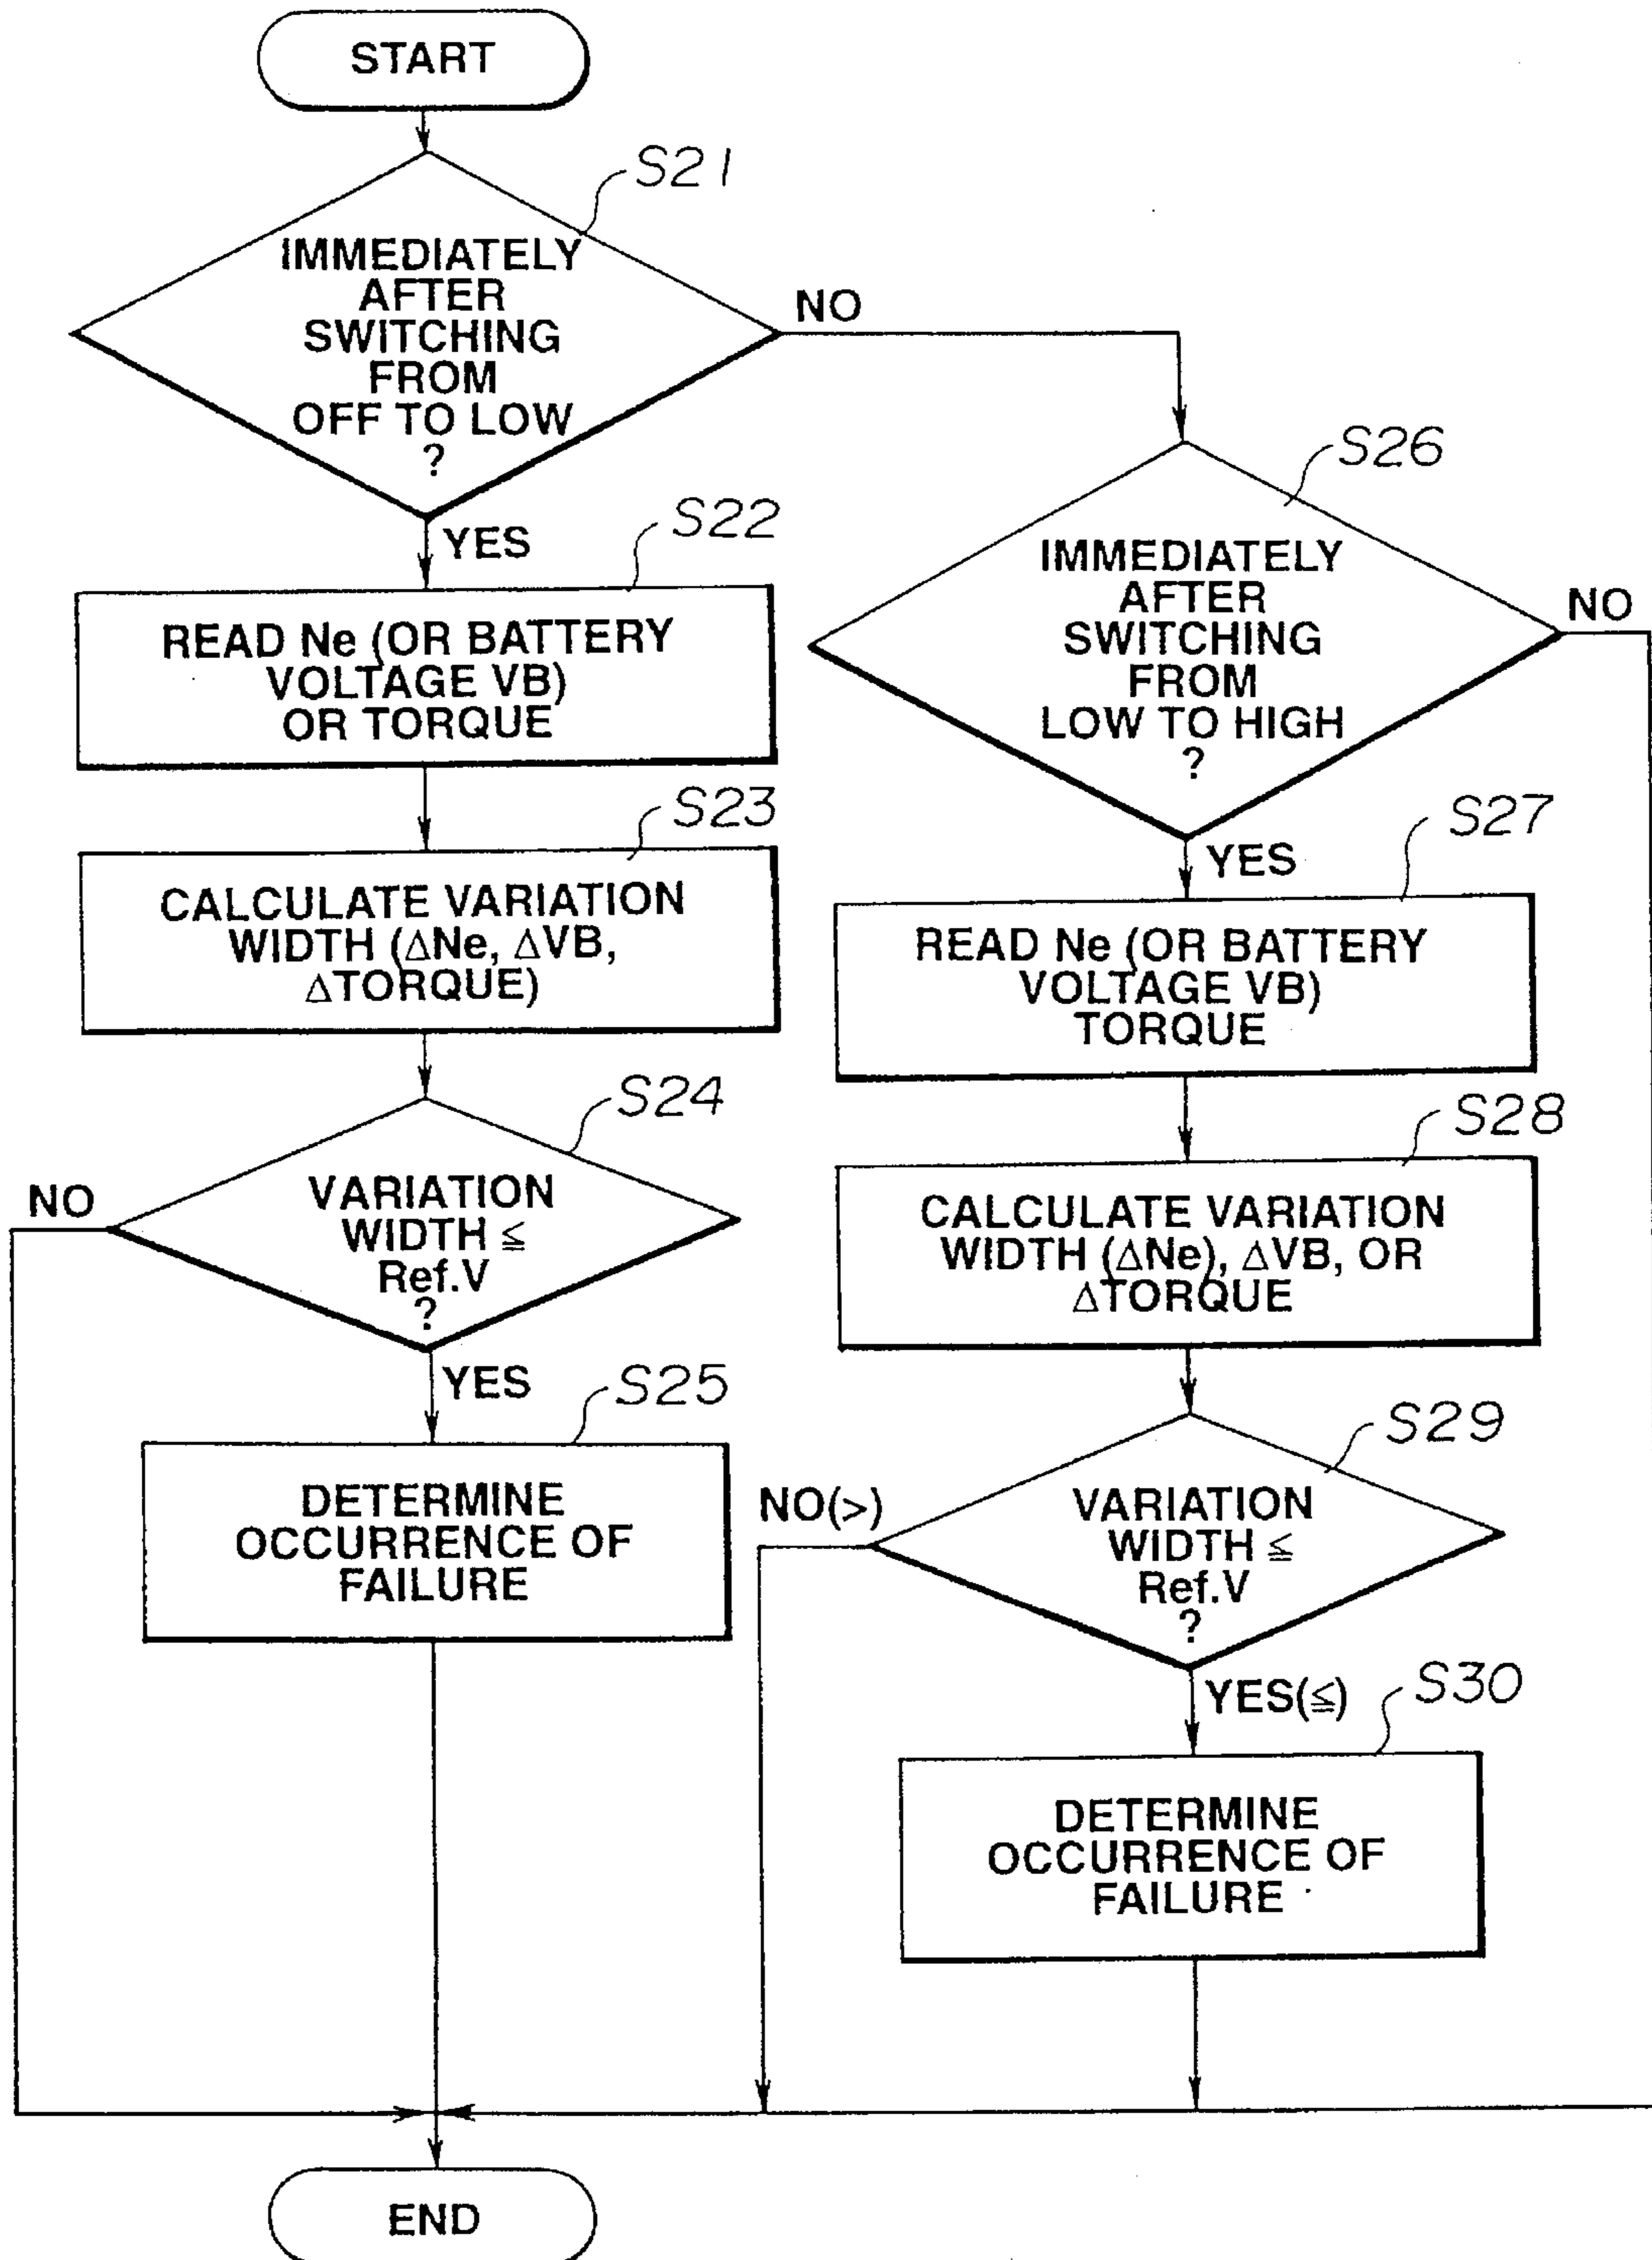 START
S21
IMMEDIATELY
AFTER
SWITCHING
FROM
OFF TO LOW
?
NO
YES
S22
READ Ne (OR BATTERY
VOLTAGE VB)
OR TORQUE
S23
CALCULATE VARIATION
WIDTH (ΔNe, ΔVB,
ΔTORQUE)
S24
VARIATION
WIDTH ≦
Ref.V
?
NO
YES
S25
DETERMINE
OCCURRENCE OF
FAILURE
S26
IMMEDIATELY
AFTER
SWITCHING
FROM
LOW TO HIGH
?
NO
YES
S27
READ Ne (OR BATTERY
VOLTAGE VB)
TORQUE
S28
CALCULATE VARIATION
WIDTH (ΔNe), ΔVB, OR
ΔTORQUE
S29
VARIATION
WIDTH ≦
Ref.V
?
NO(>)
YES(≦)
S30
DETERMINE
OCCURRENCE OF
FAILURE
END